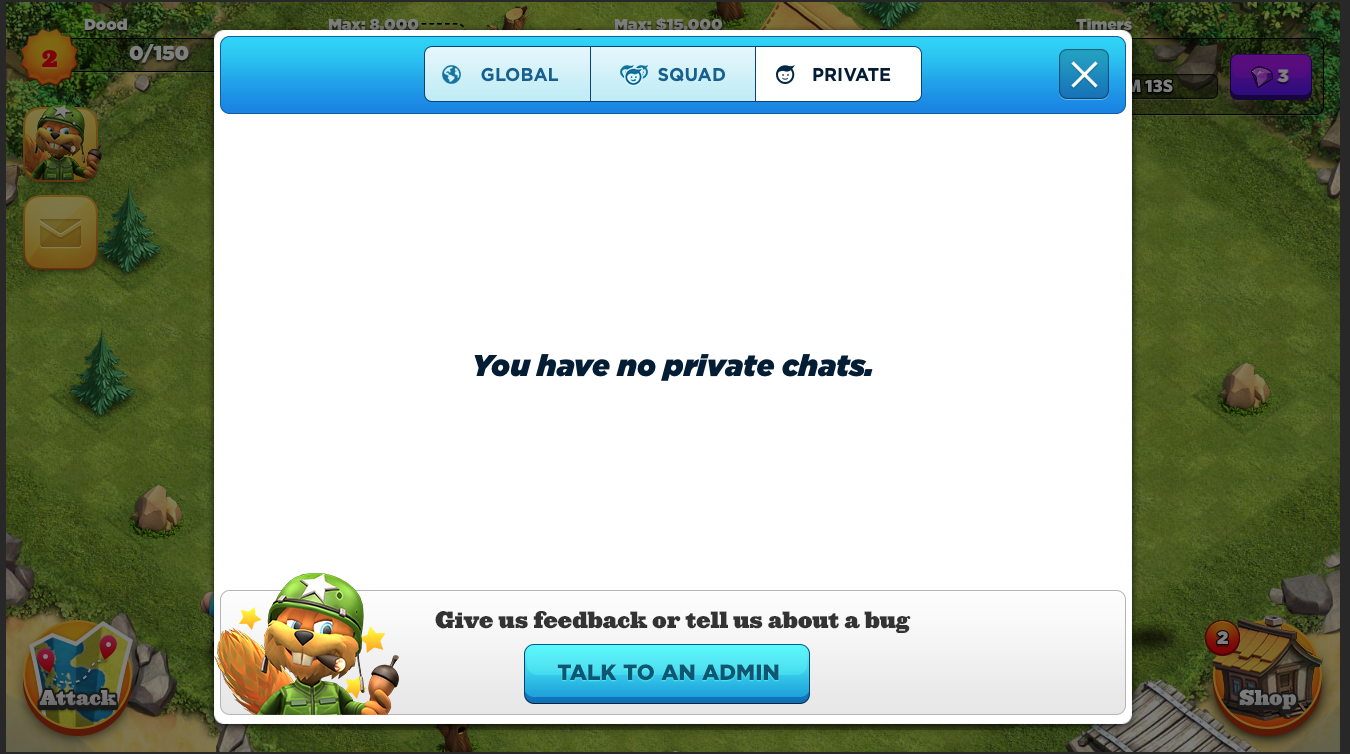 Dood
Max: 8,000
Max: $15,000
Timers
2
0/150
GLOBAL
SQUAD
PRIVATE
M 13S
3
You have no private chats.
Give us feedback or tell us about a bug
TALK TO AN ADMIN
Attack
2
Shop